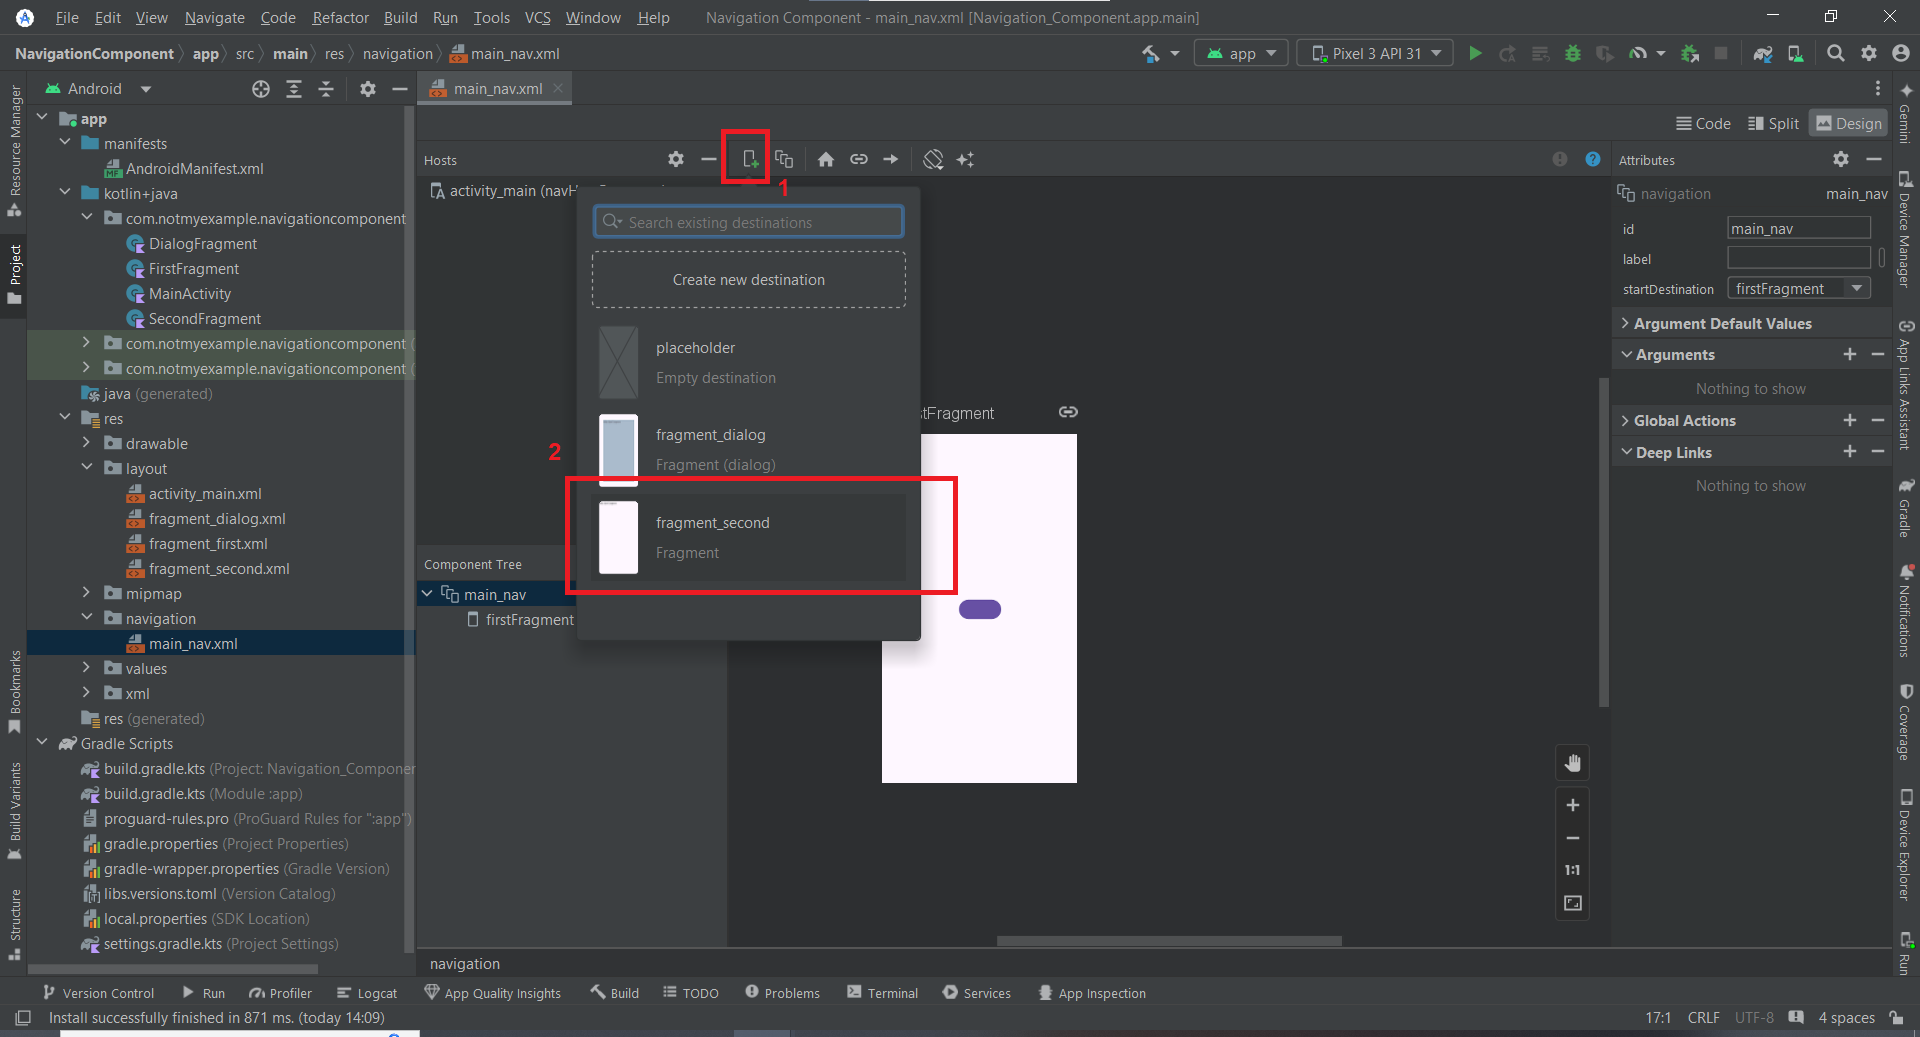 File Edit View Navigate Code Refactor Build Run Tools VCS Window Help Navigation Component - main_nav.xml [Navigation_Component.app.main]
NavigationComponent app src main res navigation main_nav.xml app Pixel 3 API 31
Android
main_nav.xml
Code Split Design
Hosts
Attributes
1
activity_main (navH
navigation main_nav
id main_nav
label
startDestination firstFragment
Argument Default Values
Arguments
Nothing to show
Global Actions
Deep Links
Nothing to show
Search existing destinations
Create new destination
placeholder
Empty destination
fragment_dialog
Fragment (dialog)
2
fragment_second
Fragment
stFragment
Component Tree
main_nav
firstFragment
app
manifests
AndroidManifest.xml
kotlin+java
com.notmyexample.navigationcomponent
DialogFragment
FirstFragment
MainActivity
SecondFragment
com.notmyexample.navigationcomponent (
com.notmyexample.navigationcomponent (
java (generated)
res
drawable
layout
activity_main.xml
fragment_dialog.xml
fragment_first.xml
fragment_second.xml
mipmap
navigation
main_nav.xml
values
xml
res (generated)
Gradle Scripts
build.gradle.kts (Project: Navigation_Componen
build.gradle.kts (Module :app)
proguard-rules.pro (ProGuard Rules for ":app")
gradle.properties (Project Properties)
gradle-wrapper.properties (Gradle Version)
libs.versions.toml (Version Catalog)
local.properties (SDK Location)
settings.gradle.kts (Project Settings)
Resource Manager
Project
Bookmarks
Build Variants
Structure
Gemini
Device Manager
App Links Assistant
Gradle
Notifications
Coverage
Device Explorer
Run
1:1
navigation
Version Control Run Profiler Logcat App Quality Insights Build TODO Problems Terminal Services App Inspection
Install successfully finished in 871 ms. (today 14:09) 17:1 CRLF UTF-8 4 spaces